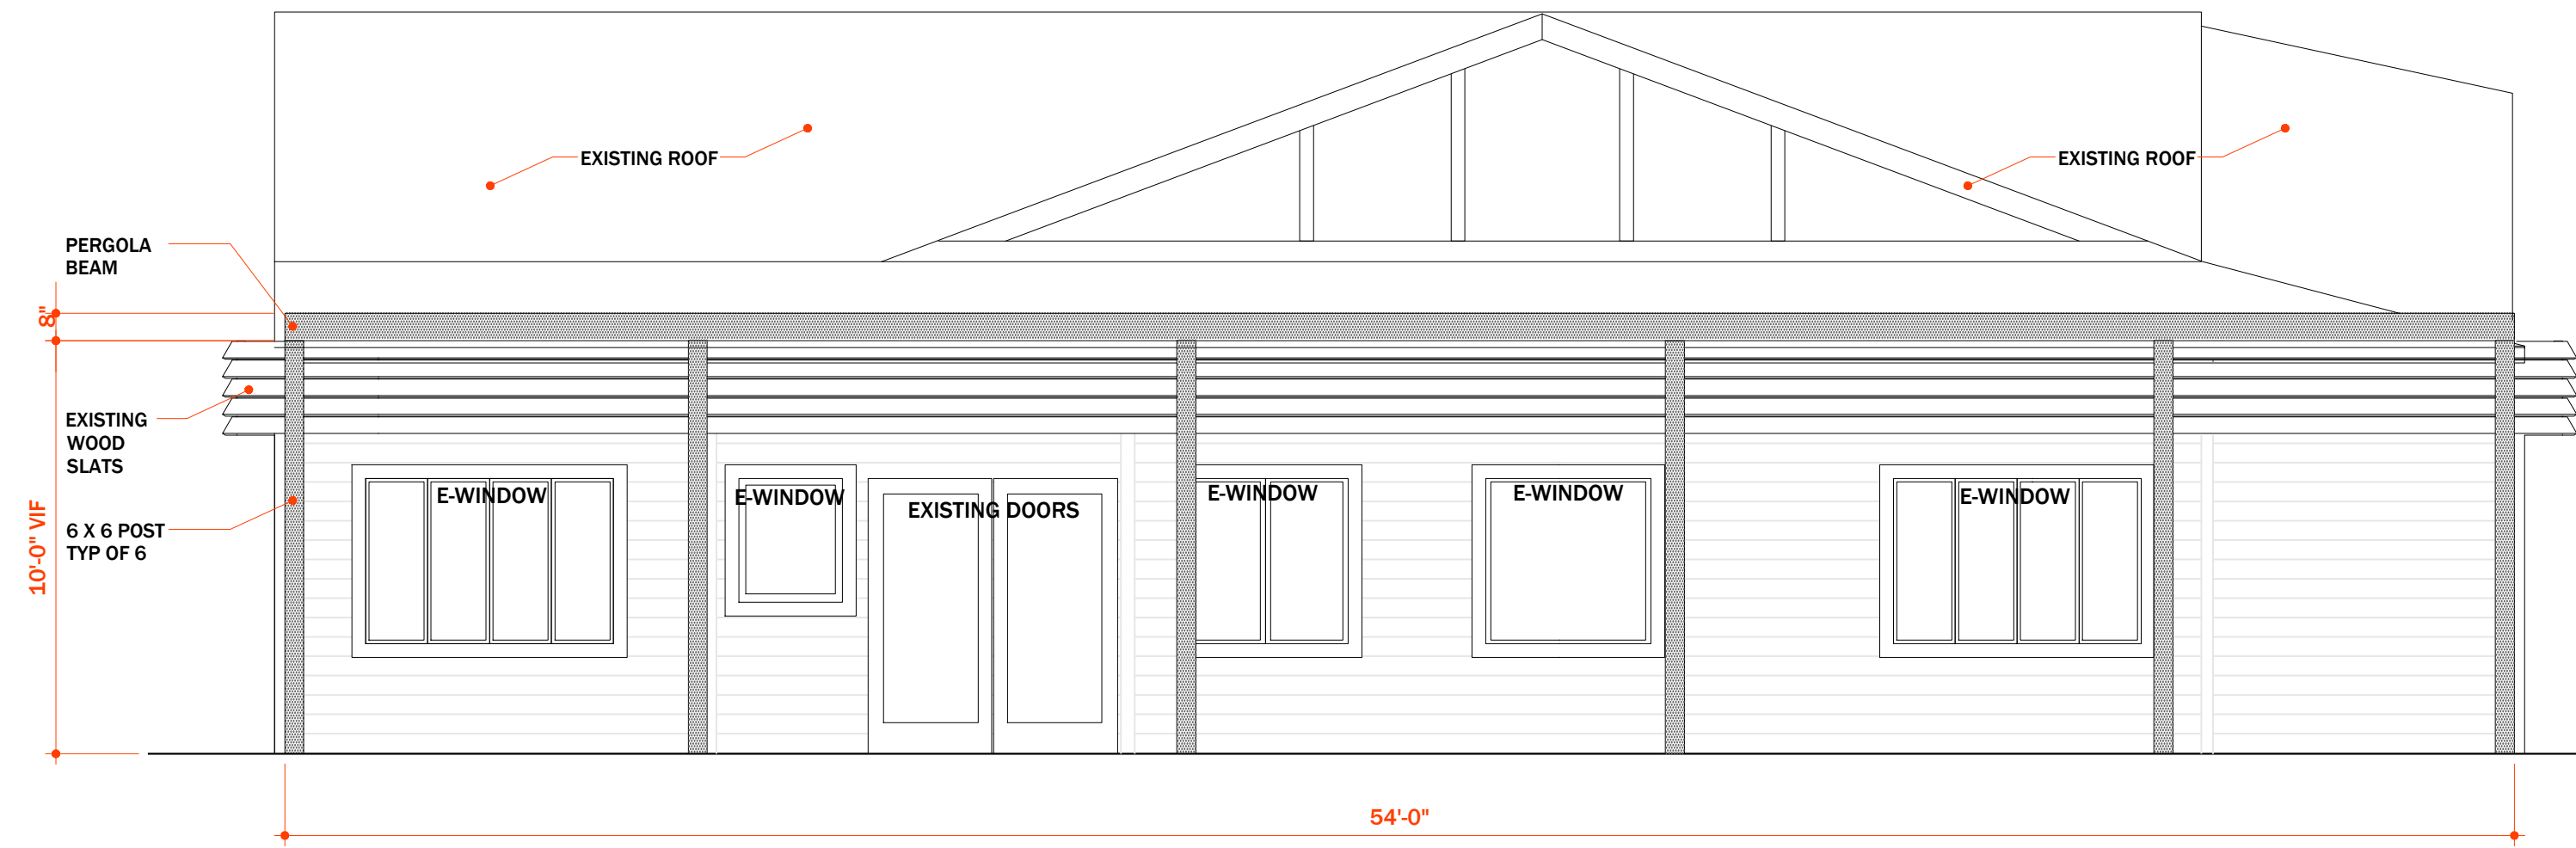 EXISTING ROOF
EXISTING ROOF
PERGOLA
BEAM
8"
EXISTING
WOOD
SLATS
10'-0" VIF
6 X 6 POST
TYP OF 6
E-WINDOW
E-WINDOW
EXISTING DOORS
E-WINDOW
E-WINDOW
E-WINDOW
54'-0"